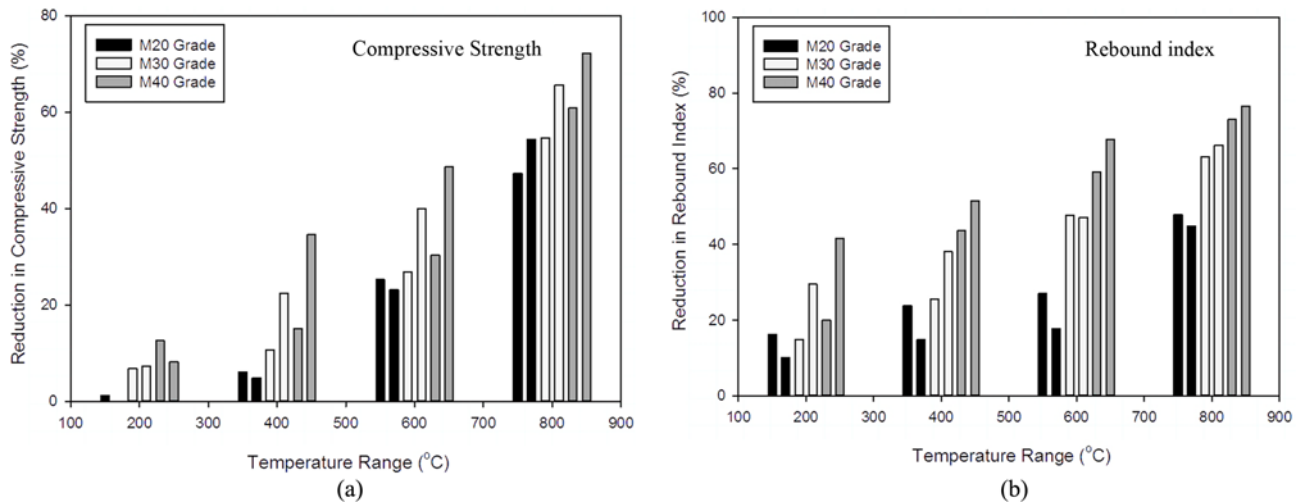 80
60
40
20
0
Reduction in Compressive Strength (%)
M20 Grade
M30 Grade
M40 Grade
Compressive Strength
100 200 300 400 500 600 700 800 900
Temperature Range (°C)
(a)
100
80
60
40
20
0
Reduction in Rebound Index (%)
M20 Grade
M30 Grade
M40 Grade
Rebound index
100 200 300 400 500 600 700 800 900
Temperature Range (°C)
(b)